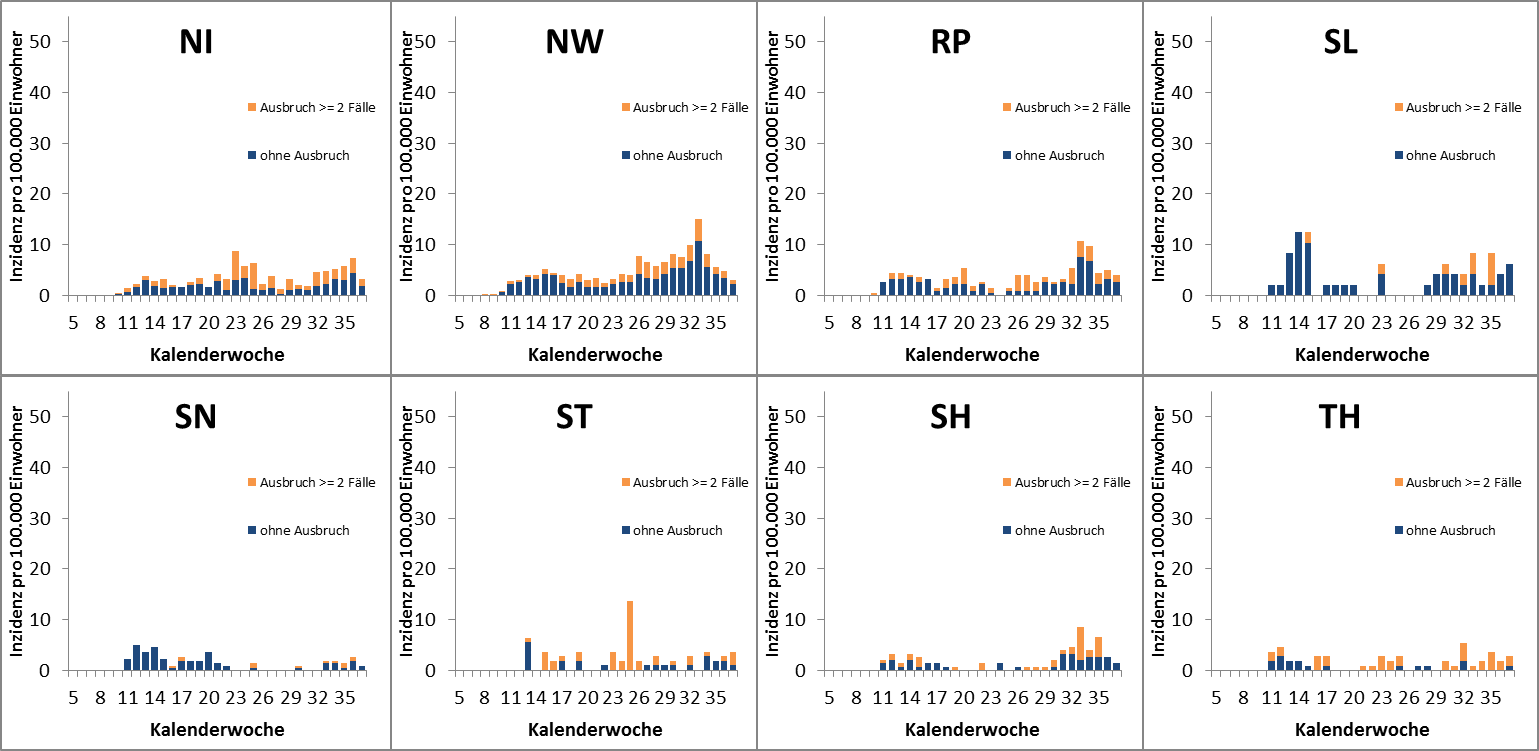 NI
Inzidenz pro 100.000 Einwohner
50
40
30
20
10
0
Ausbruch >= 2 Fälle
ohne Ausbruch
5 8 11 14 17 20 23 26 29 32 35
Kalenderwoche
NW
Inzidenz pro 100.000 Einwohner
50
40
30
20
10
0
Ausbruch >= 2 Fälle
ohne Ausbruch
5 8 11 14 17 20 23 26 29 32 35
Kalenderwoche
RP
Inzidenz pro 100.000 Einwohner
50
40
30
20
10
0
Ausbruch >= 2 Fälle
ohne Ausbruch
5 8 11 14 17 20 23 26 29 32 35
Kalenderwoche
SL
Inzidenz pro 100.000 Einwohner
50
40
30
20
10
0
Ausbruch >= 2 Fälle
ohne Ausbruch
5 8 11 14 17 20 23 26 29 32 35
Kalenderwoche
SN
Inzidenz pro 100.000 Einwohner
50
40
30
20
10
0
Ausbruch >= 2 Fälle
ohne Ausbruch
5 8 11 14 17 20 23 26 29 32 35
Kalenderwoche
ST
Inzidenz pro 100.000 Einwohner
50
40
30
20
10
0
Ausbruch >= 2 Fälle
ohne Ausbruch
5 8 11 14 17 20 23 26 29 32 35
Kalenderwoche
SH
Inzidenz pro 100.000 Einwohner
50
40
30
20
10
0
Ausbruch >= 2 Fälle
ohne Ausbruch
5 8 11 14 17 20 23 26 29 32 35
Kalenderwoche
TH
Inzidenz pro 100.000 Einwohner
50
40
30
20
10
0
Ausbruch >= 2 Fälle
ohne Ausbruch
5 8 11 14 17 20 23 26 29 32 35
Kalenderwoche